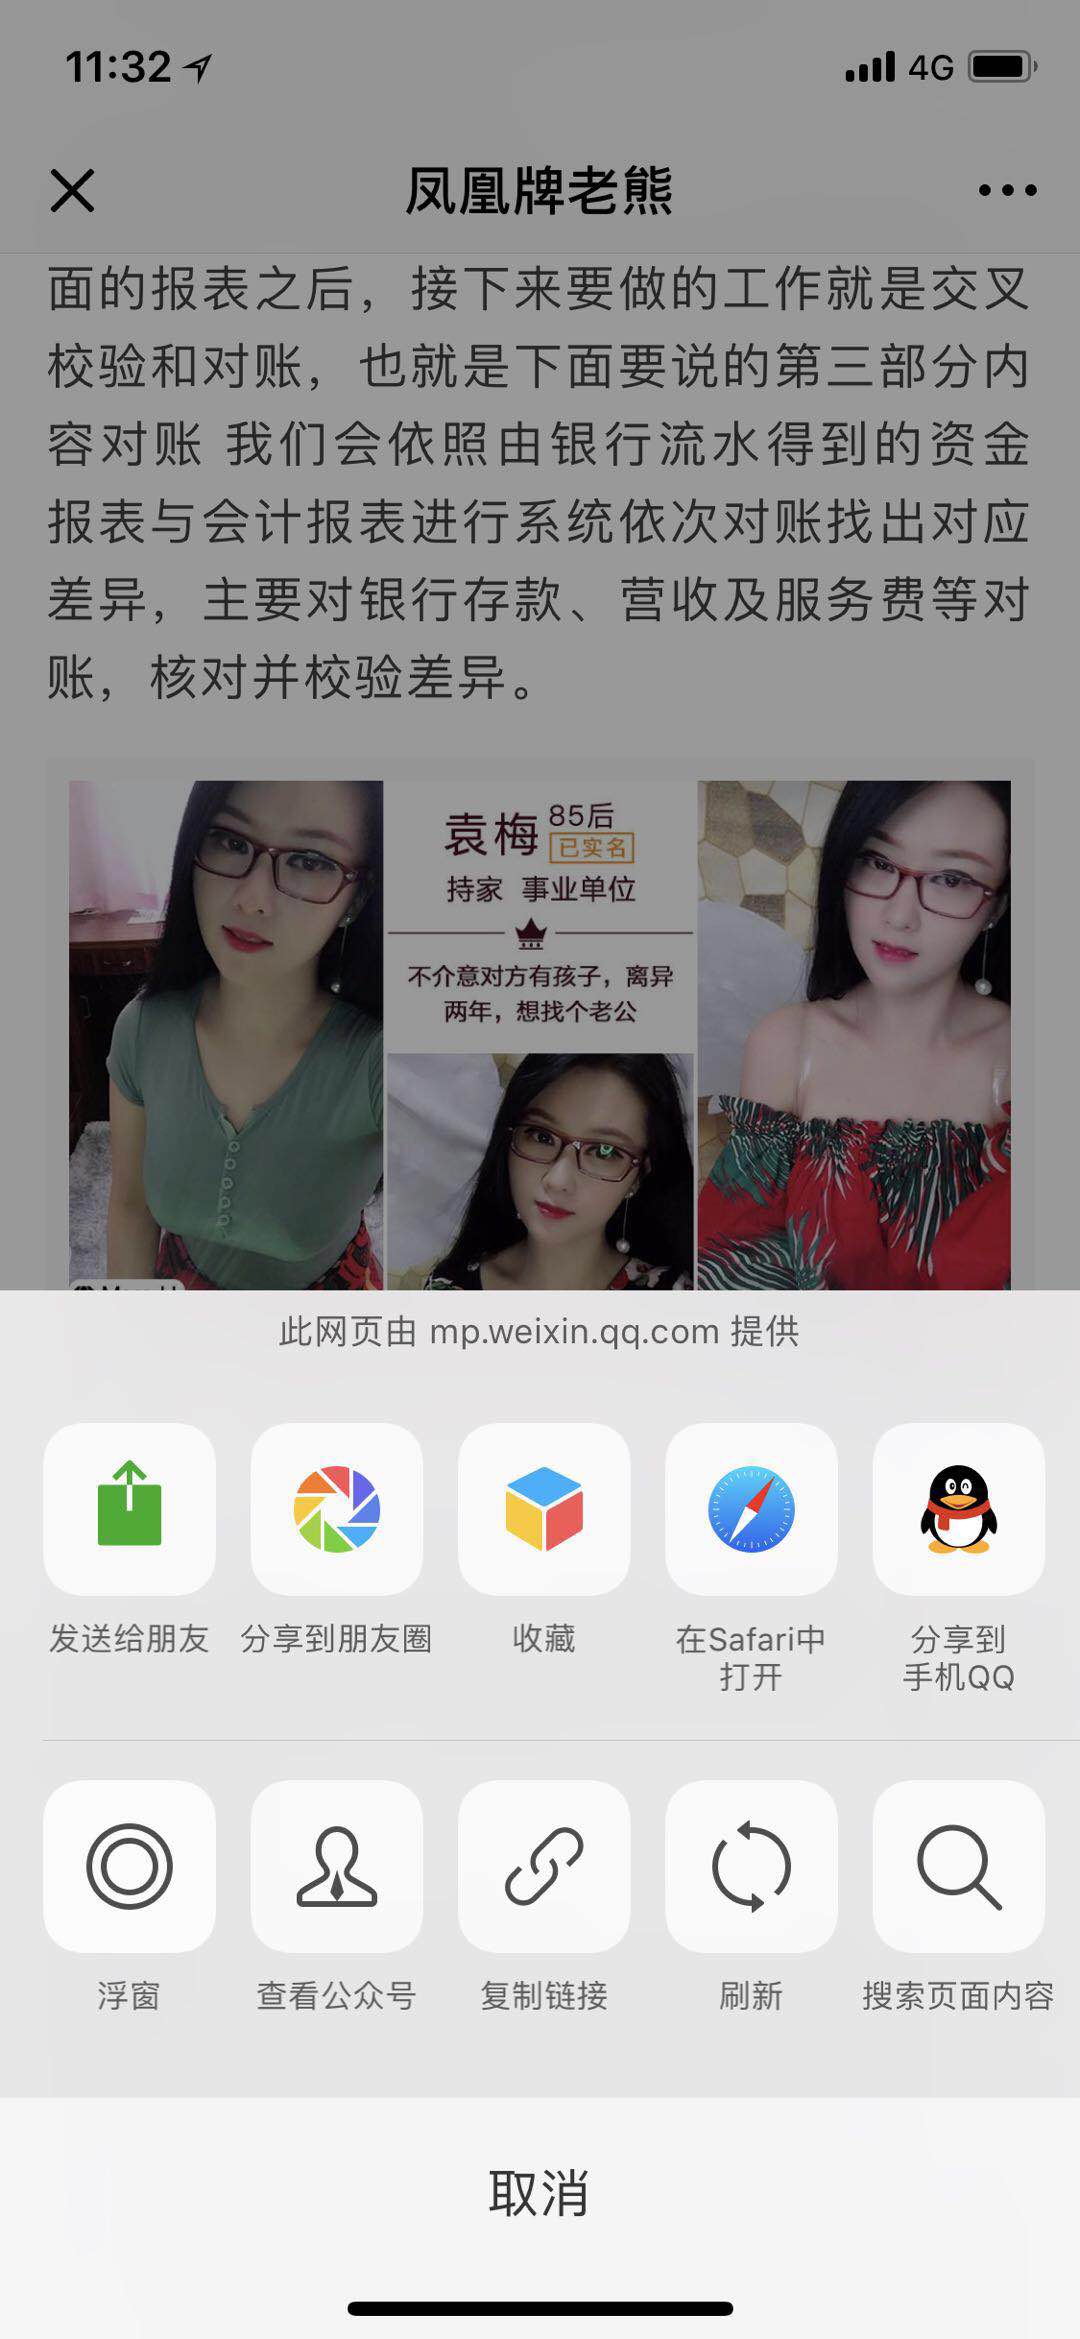 11:32
4G
凤凰牌老熊
面的报表之后，接下来要做的工作就是交叉
校验和对账，也就是下面要说的第三部分内
容对账 我们会依照由银行流水得到的资金
报表与会计报表进行系统依次对账找出对应
差异，主要对银行存款、营收及服务费等对
账，核对并校验差异。
袁梅 85后
已实名
持家 事业单位
不介意对方有孩子，离异
两年，想找个老公
此网页由 mp.weixin.qq.com 提供
发送给朋友
分享到朋友圈
收藏
在Safari中
打开
分享到
手机QQ
浮窗
查看公众号
复制链接
刷新
搜索页面内容
取消